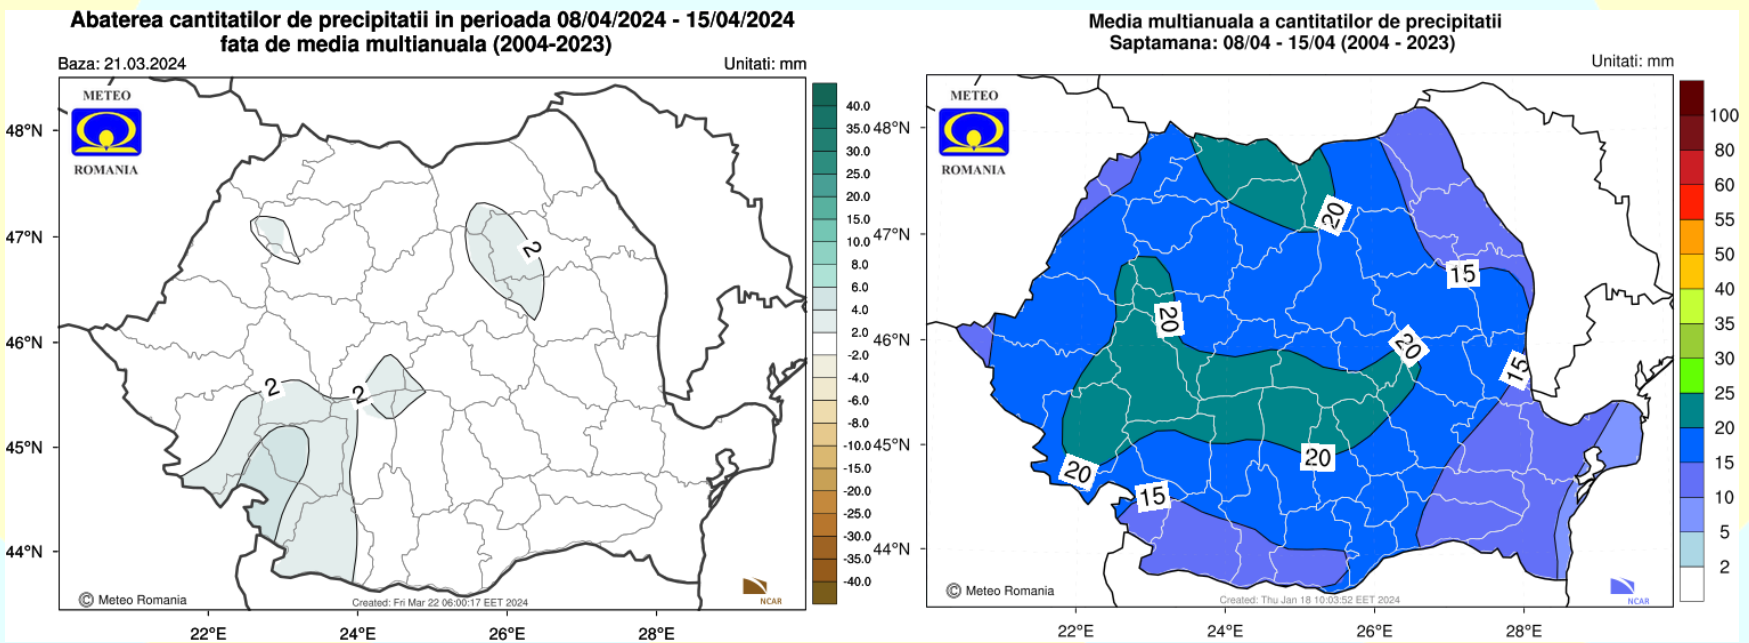 Abaterea cantitatilor de precipitatii in perioada 08/04/2024 - 15/04/2024
fata de media multianuala (2004-2023)
Baza: 21.03.2024
Unitati: mm
METEO
ROMANIA
48°N
47°N
46°N
45°N
44°N
22°E
24°E
26°E
28°E
2
2
2
40.0
35.0
30.0
25.0
20.0
15.0
10.0
8.0
6.0
4.0
2.0
-2.0
-4.0
-6.0
-8.0
-10.0
-15.0
-20.0
-25.0
-30.0
-35.0
-40.0
© Meteo Romania
Created: Fri Mar 22 06:00:17 EET 2024
NCAR
Media multianuala a cantitatilor de precipitatii
Saptamana: 08/04 - 15/04 (2004 - 2023)
Unitati: mm
METEO
ROMANIA
48°N
47°N
46°N
45°N
44°N
22°E
24°E
26°E
28°E
20
15
20
20
15
20
20
15
100
80
60
55
50
40
35
30
25
20
15
10
5
2
© Meteo Romania
Created: Thu Jan 18 10:03:52 EET 2024
NCAR